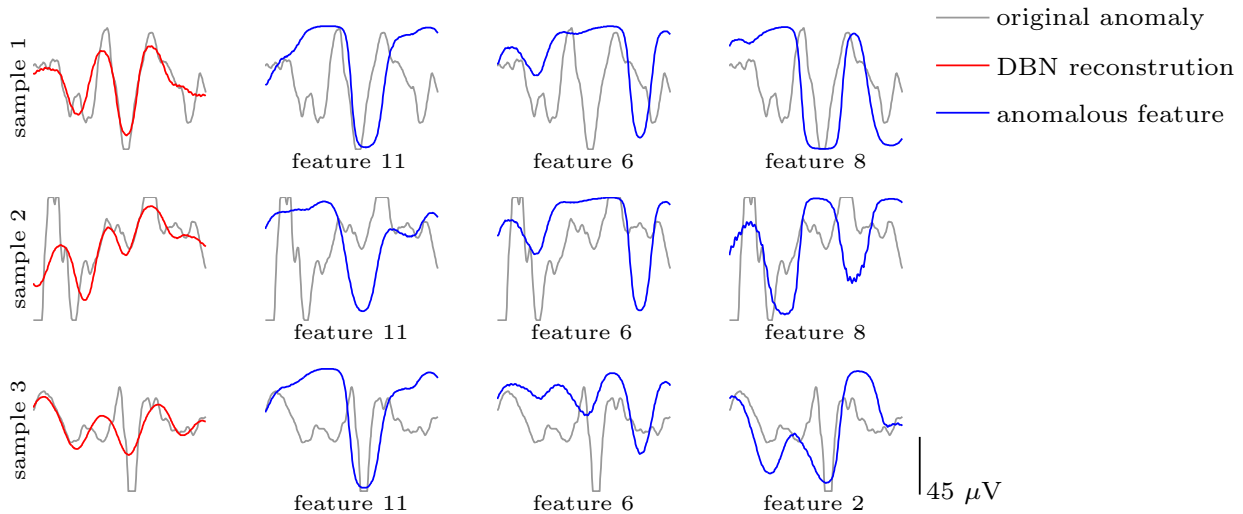 original anomaly
DBN reconstrution
anomalous feature
sample 1
feature 11
feature 6
feature 8
sample 2
feature 11
feature 6
feature 8
sample 3
feature 11
feature 6
feature 2
45 μV